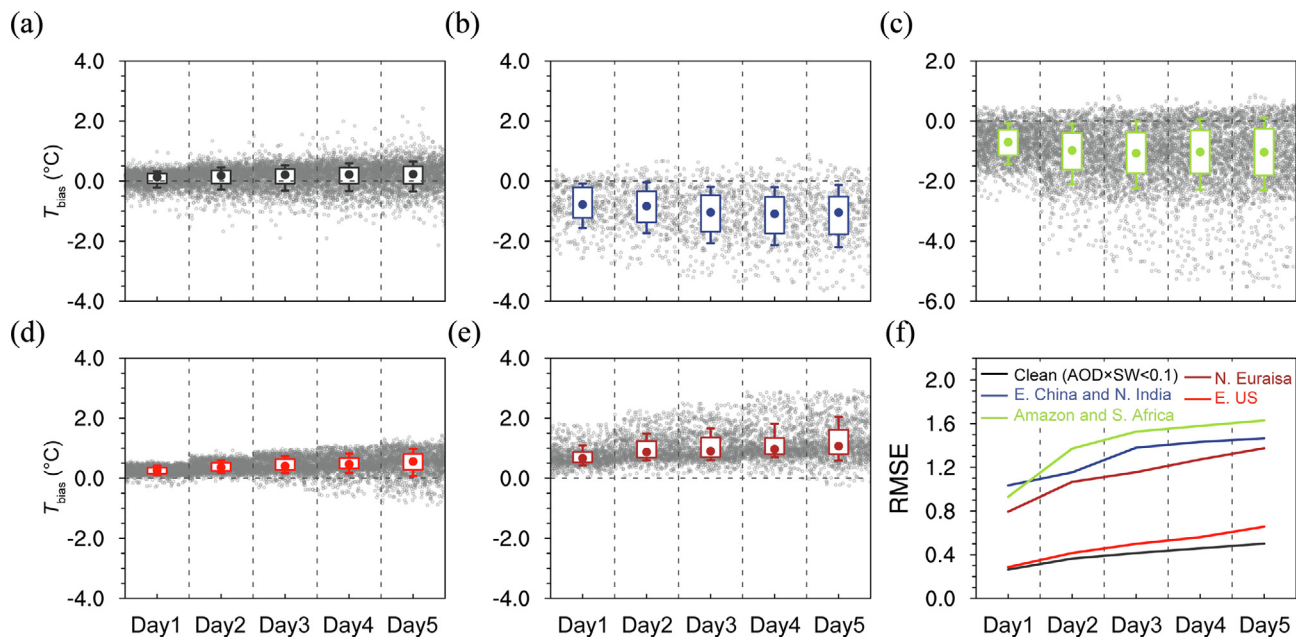 (a)
(b)
(c)
4.0
2.0
0.0
-2.0
-4.0
Tbias (°C)
4.0
2.0
0.0
-2.0
-4.0
2.0
0.0
-2.0
-4.0
-6.0
(d)
(e)
(f)
4.0
2.0
0.0
-2.0
-4.0
Tbias (°C)
Day1 Day2 Day3 Day4 Day5
4.0
2.0
0.0
-2.0
-4.0
Day1 Day2 Day3 Day4 Day5
2.0
1.6
1.2
0.8
0.4
0.0
RMSE
Clean (AOD×SW<0.1)
E. China and N. India
Amazon and S. Africa
N. Euraisa
E. US
Day1 Day2 Day3 Day4 Day5